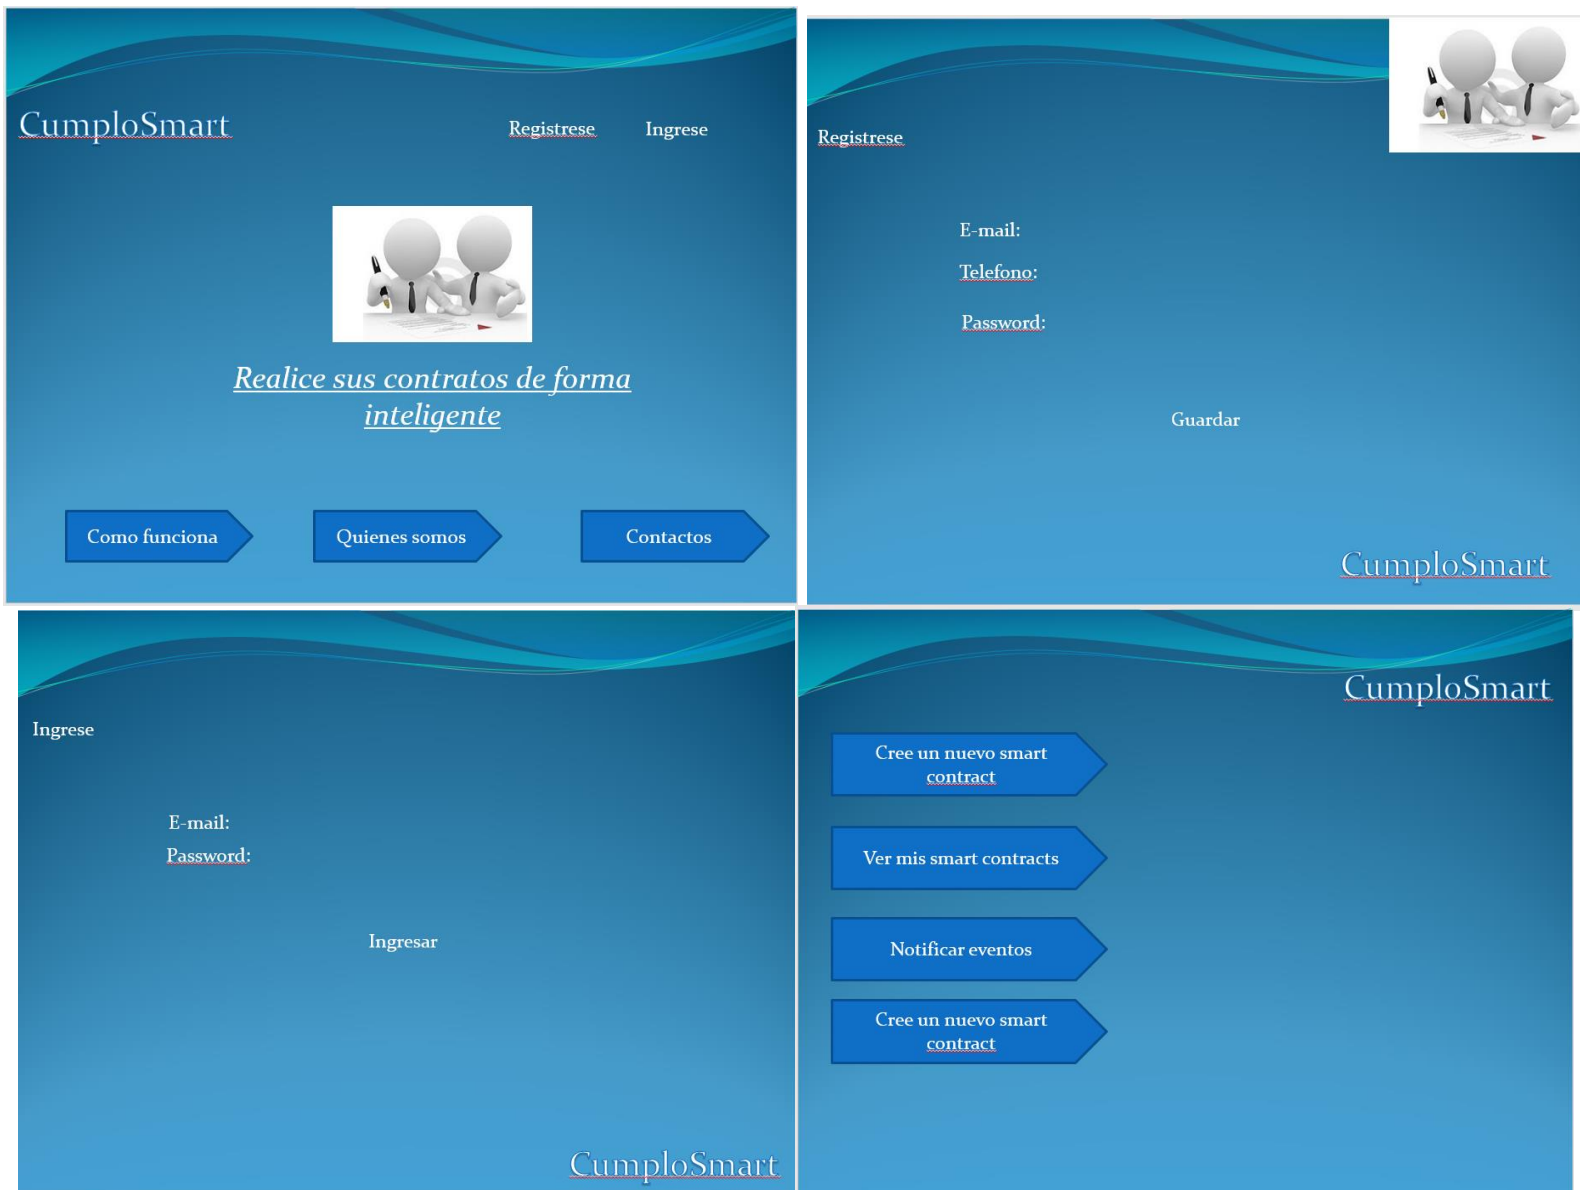 CumploSmart
Registrese
Ingrese
Realice sus contratos de forma
inteligente
Como funciona
Quienes somos
Contactos
Registrese
E-mail:
Telefono:
Password:
Guardar
CumploSmart
Ingrese
E-mail:
Password:
Ingresar
CumploSmart
CumploSmart
Cree un nuevo smart
contract
Ver mis smart contracts
Notificar eventos
Cree un nuevo smart
contract